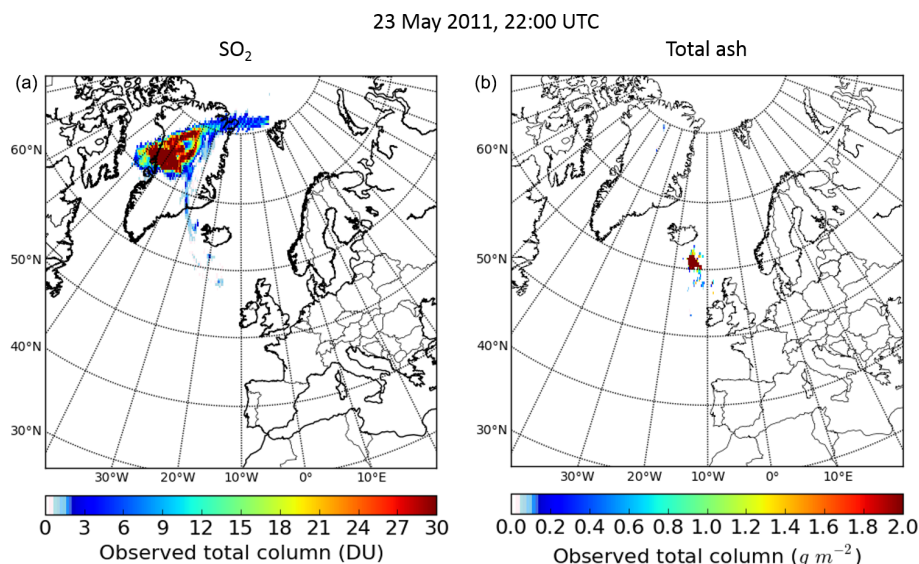 23 May 2011, 22:00 UTC
SO2
Total ash
(a)
(b)
60°N
50°N
40°N
30°N
30°W 20°W 10°W 0° 10°E
60°N
50°N
40°N
30°N
30°W 20°W 10°W 0° 10°E
0 3 6 9 12 15 18 21 24 27 30
Observed total column (DU)
0.0 0.2 0.4 0.6 0.8 1.0 1.2 1.4 1.6 1.8 2.0
Observed total column (g m⁻²)